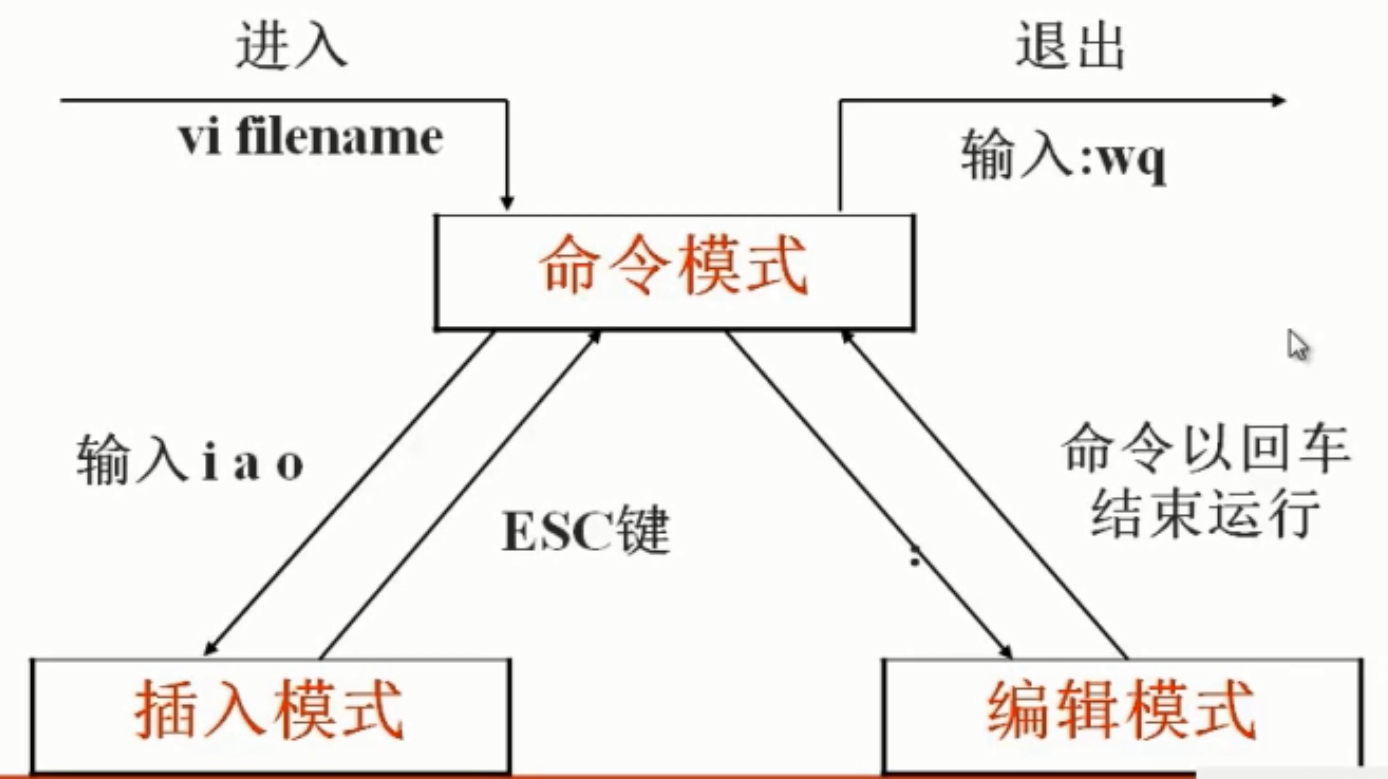 进入
退出
vi filename
输入:wq
命令模式
输入 i a o
命令以回车
结束运行
ESC键
:
插入模式
编辑模式